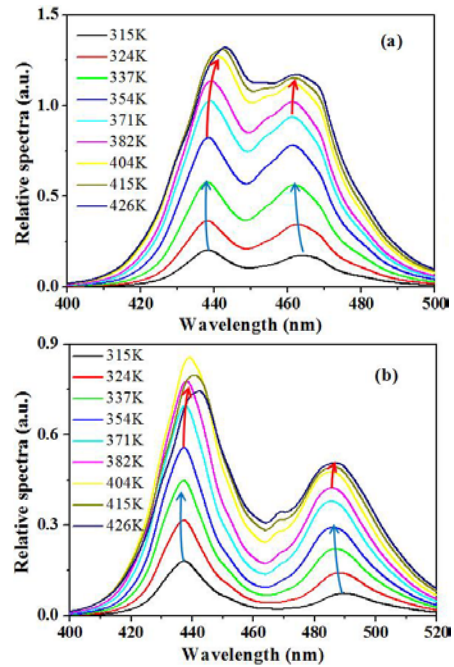 (a)
315K
324K
337K
354K
371K
382K
404K
415K
426K
Relative spectra (a.u.)
1.5
1.0
0.5
0.0
400 420 440 460 480 500
Wavelength (nm)
(b)
315K
324K
337K
354K
371K
382K
404K
415K
426K
Relative spectra (a.u.)
0.9
0.6
0.3
0.0
400 420 440 460 480 500 520
Wavelength (nm)